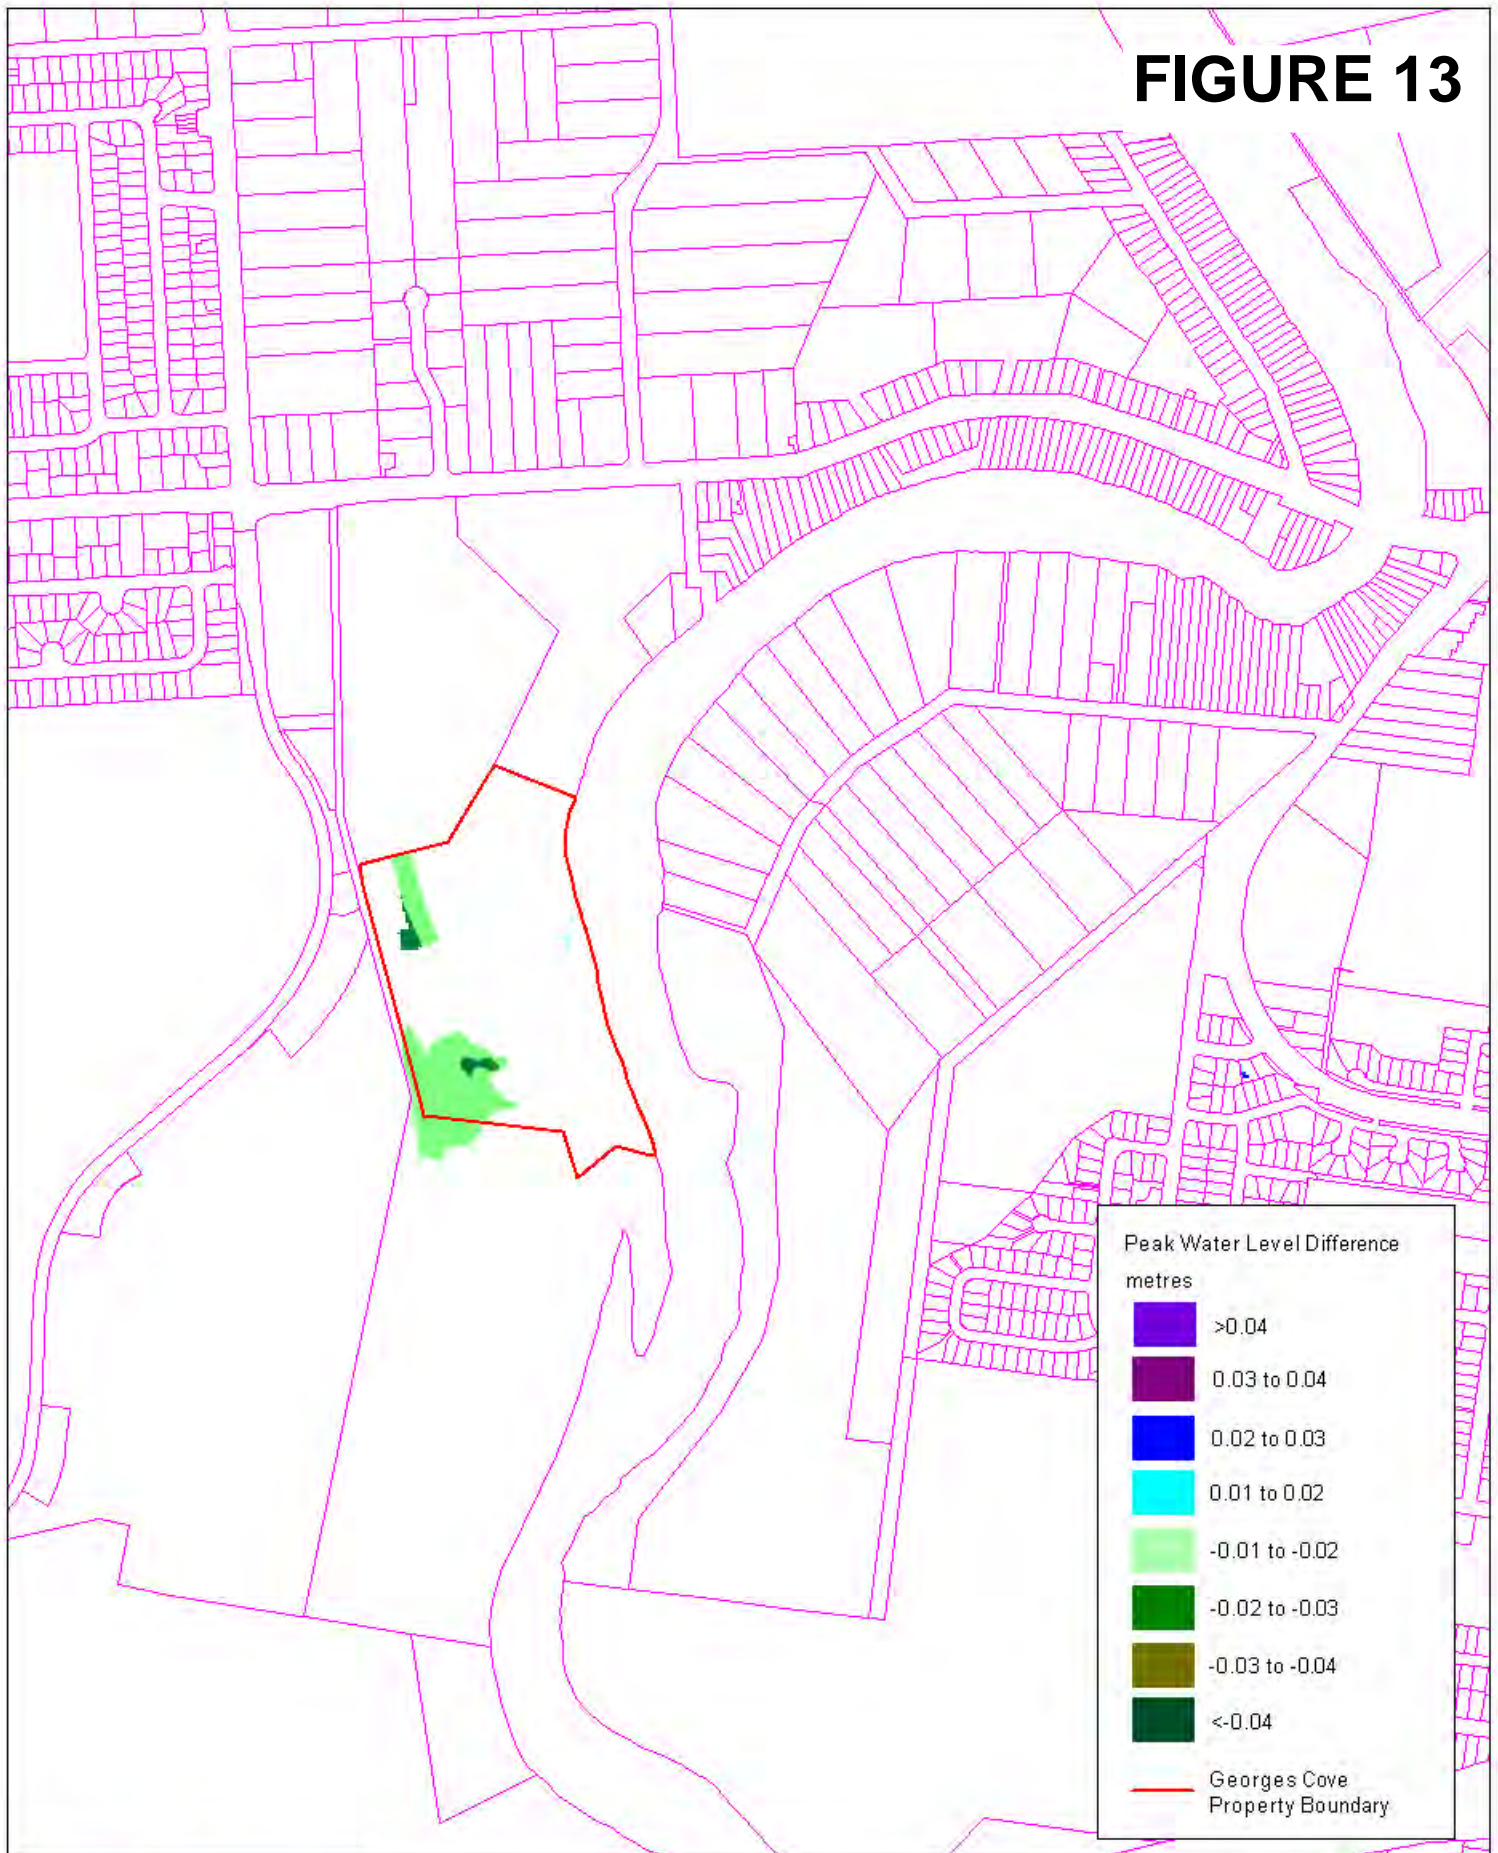 FIGURE 13
Peak Water Level Difference
metres
>0.04
0.03 to 0.04
0.02 to 0.03
0.01 to 0.02
-0.01 to -0.02
-0.02 to -0.03
-0.03 to -0.04
<-0.04
Georges Cove
Property Boundary